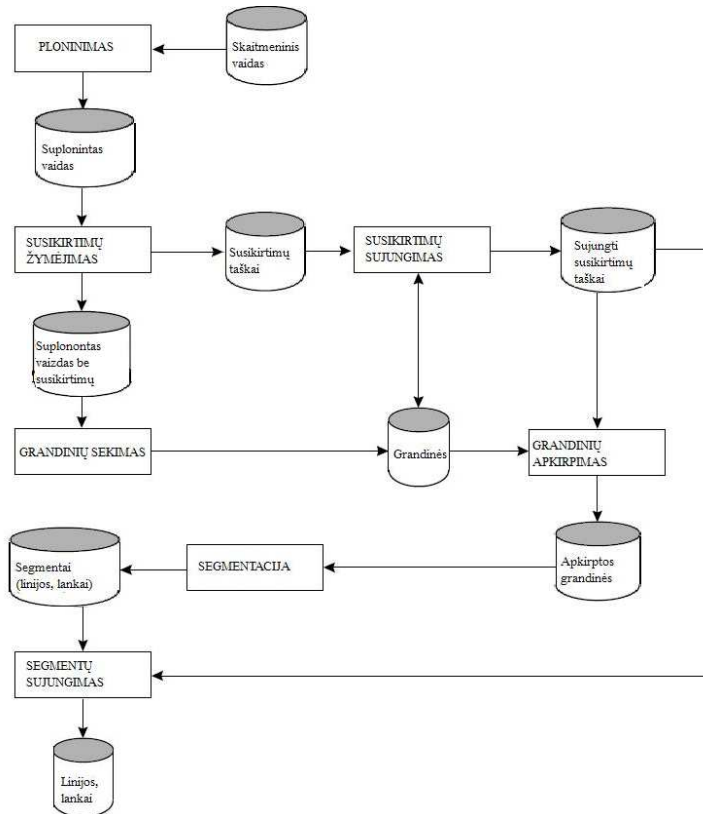 PLONINIMAS
Skaitmeninis
vaidas
Suplonintas
vaidas
SUSIKIRTIMŲ
ŽYMĖJIMAS
Susikirtimų
taškai
SUSIKIRTIMŲ
SUJUNGIMAS
Sujungti
susikirtimų
taškai
Suplonontas
vaizdas be
susikirtimų
GRANDINIŲ SEKIMAS
Grandinės
GRANDINIŲ
APKIRPIMAS
Segmentai
(linijos, lankai)
SEGMENTACIJA
Apkirptos
grandinės
SEGMENTŲ
SUJUNGIMAS
Linijos,
lankai